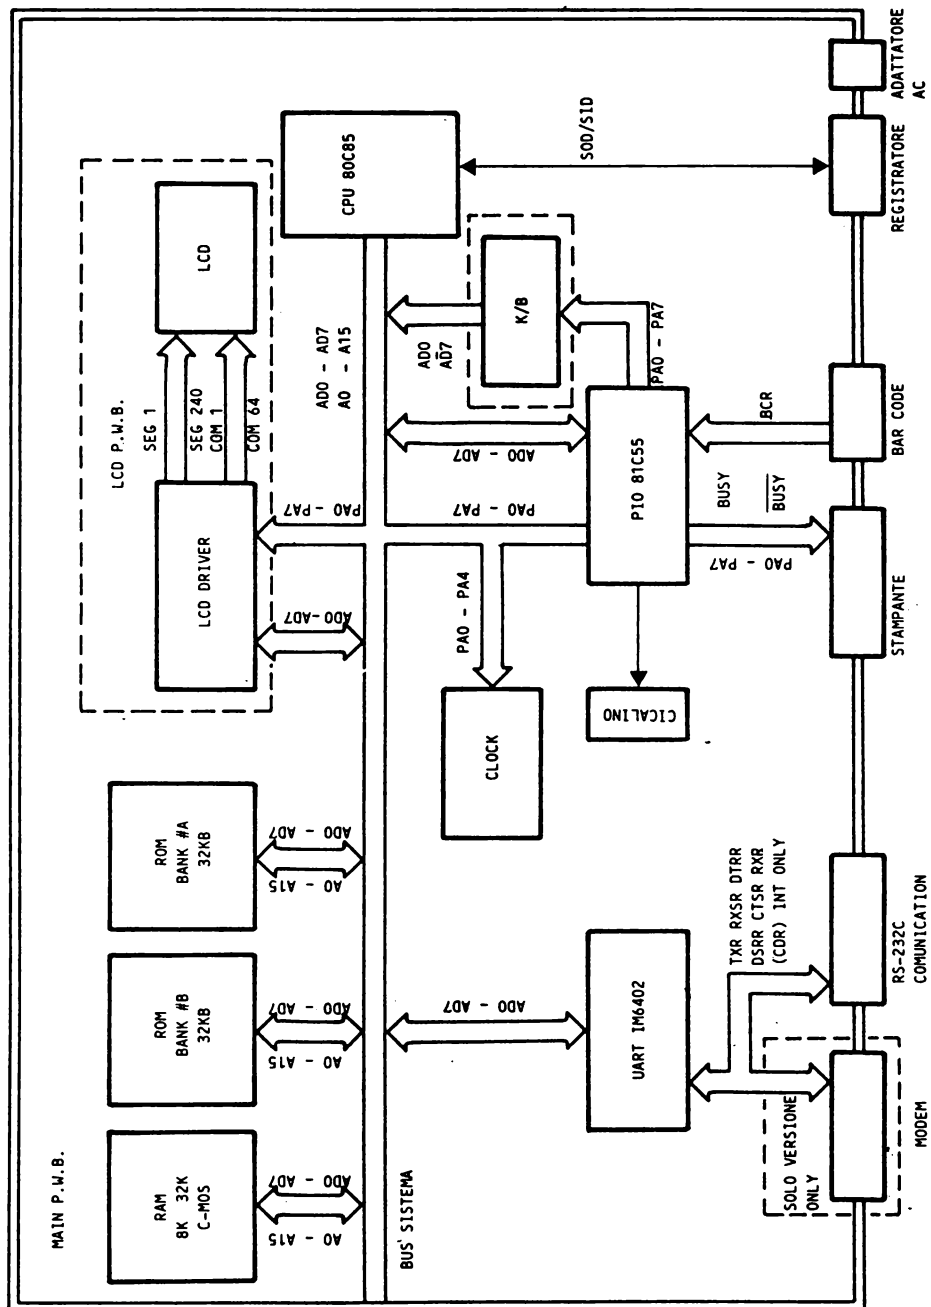 MAIN P.W.B.
RAM
8K 32K
C-MOS
A0 - A15
AD0 - AD7
ROM
BANK #B
32KB
A0 - A15
AD0 - AD7
ROM
BANK #A
32KB
A0 - A15
AD0 - AD7
LCD P.W.B.
LCD DRIVER
SEG 1
SEG 240
COM 1
COM 64
LCD
AD0-AD7
PA0 - PA7
BUS' SISTEMA
AD0 - AD7
A0 - A15
CPU 80C85
AD0 - AD7
PA0 - PA7
AD0 - AD7
AD0
AD7
K/B
CLOCK
PA0 - PA4
UART IM6402
CICALINO
PIO 81C55
PA0 - PA7
SOD/SID
TXR RXSR DTRR
DSRR CTSR RXR
(CDR) INT ONLY
PA0 - PA7
BUSY
BUSY
BCR
SOLO VERSIONE
ONLY
MODEM
RS-232C
COMUNICATION
STAMPANTE
BAR CODE
REGISTRATORE
ADATTATORE
AC